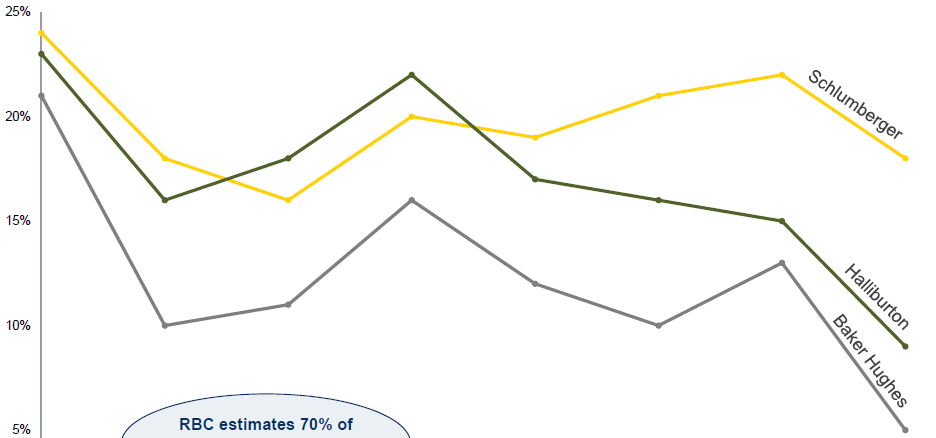 25%
20%
15%
10%
5%
Schlumberger
Halliburton
Baker Hughes
RBC estimates 70% of